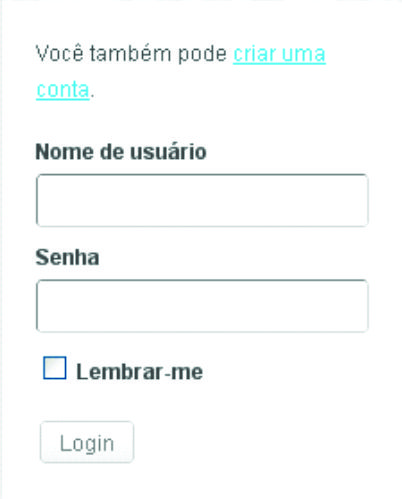 Você também pode criar uma
conta.
Nome de usuário
Senha
Lembrar-me
Login